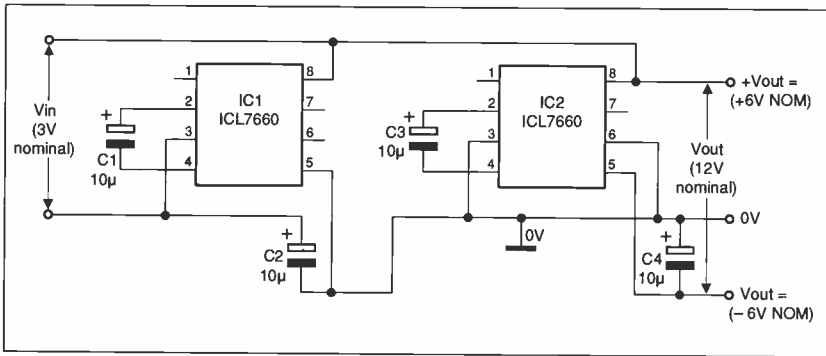 Vin
(3V
nominal)
1
2
3
4
8
7
6
5
IC1
ICL7660
+
C1
10µ
+
C2
10µ
1
2
3
4
8
7
6
5
IC2
ICL7660
+
C3
10µ
0V
+
C4
10µ
+Vout =
(+6V NOM)
Vout
(12V
nominal)
0V
Vout =
(– 6V NOM)